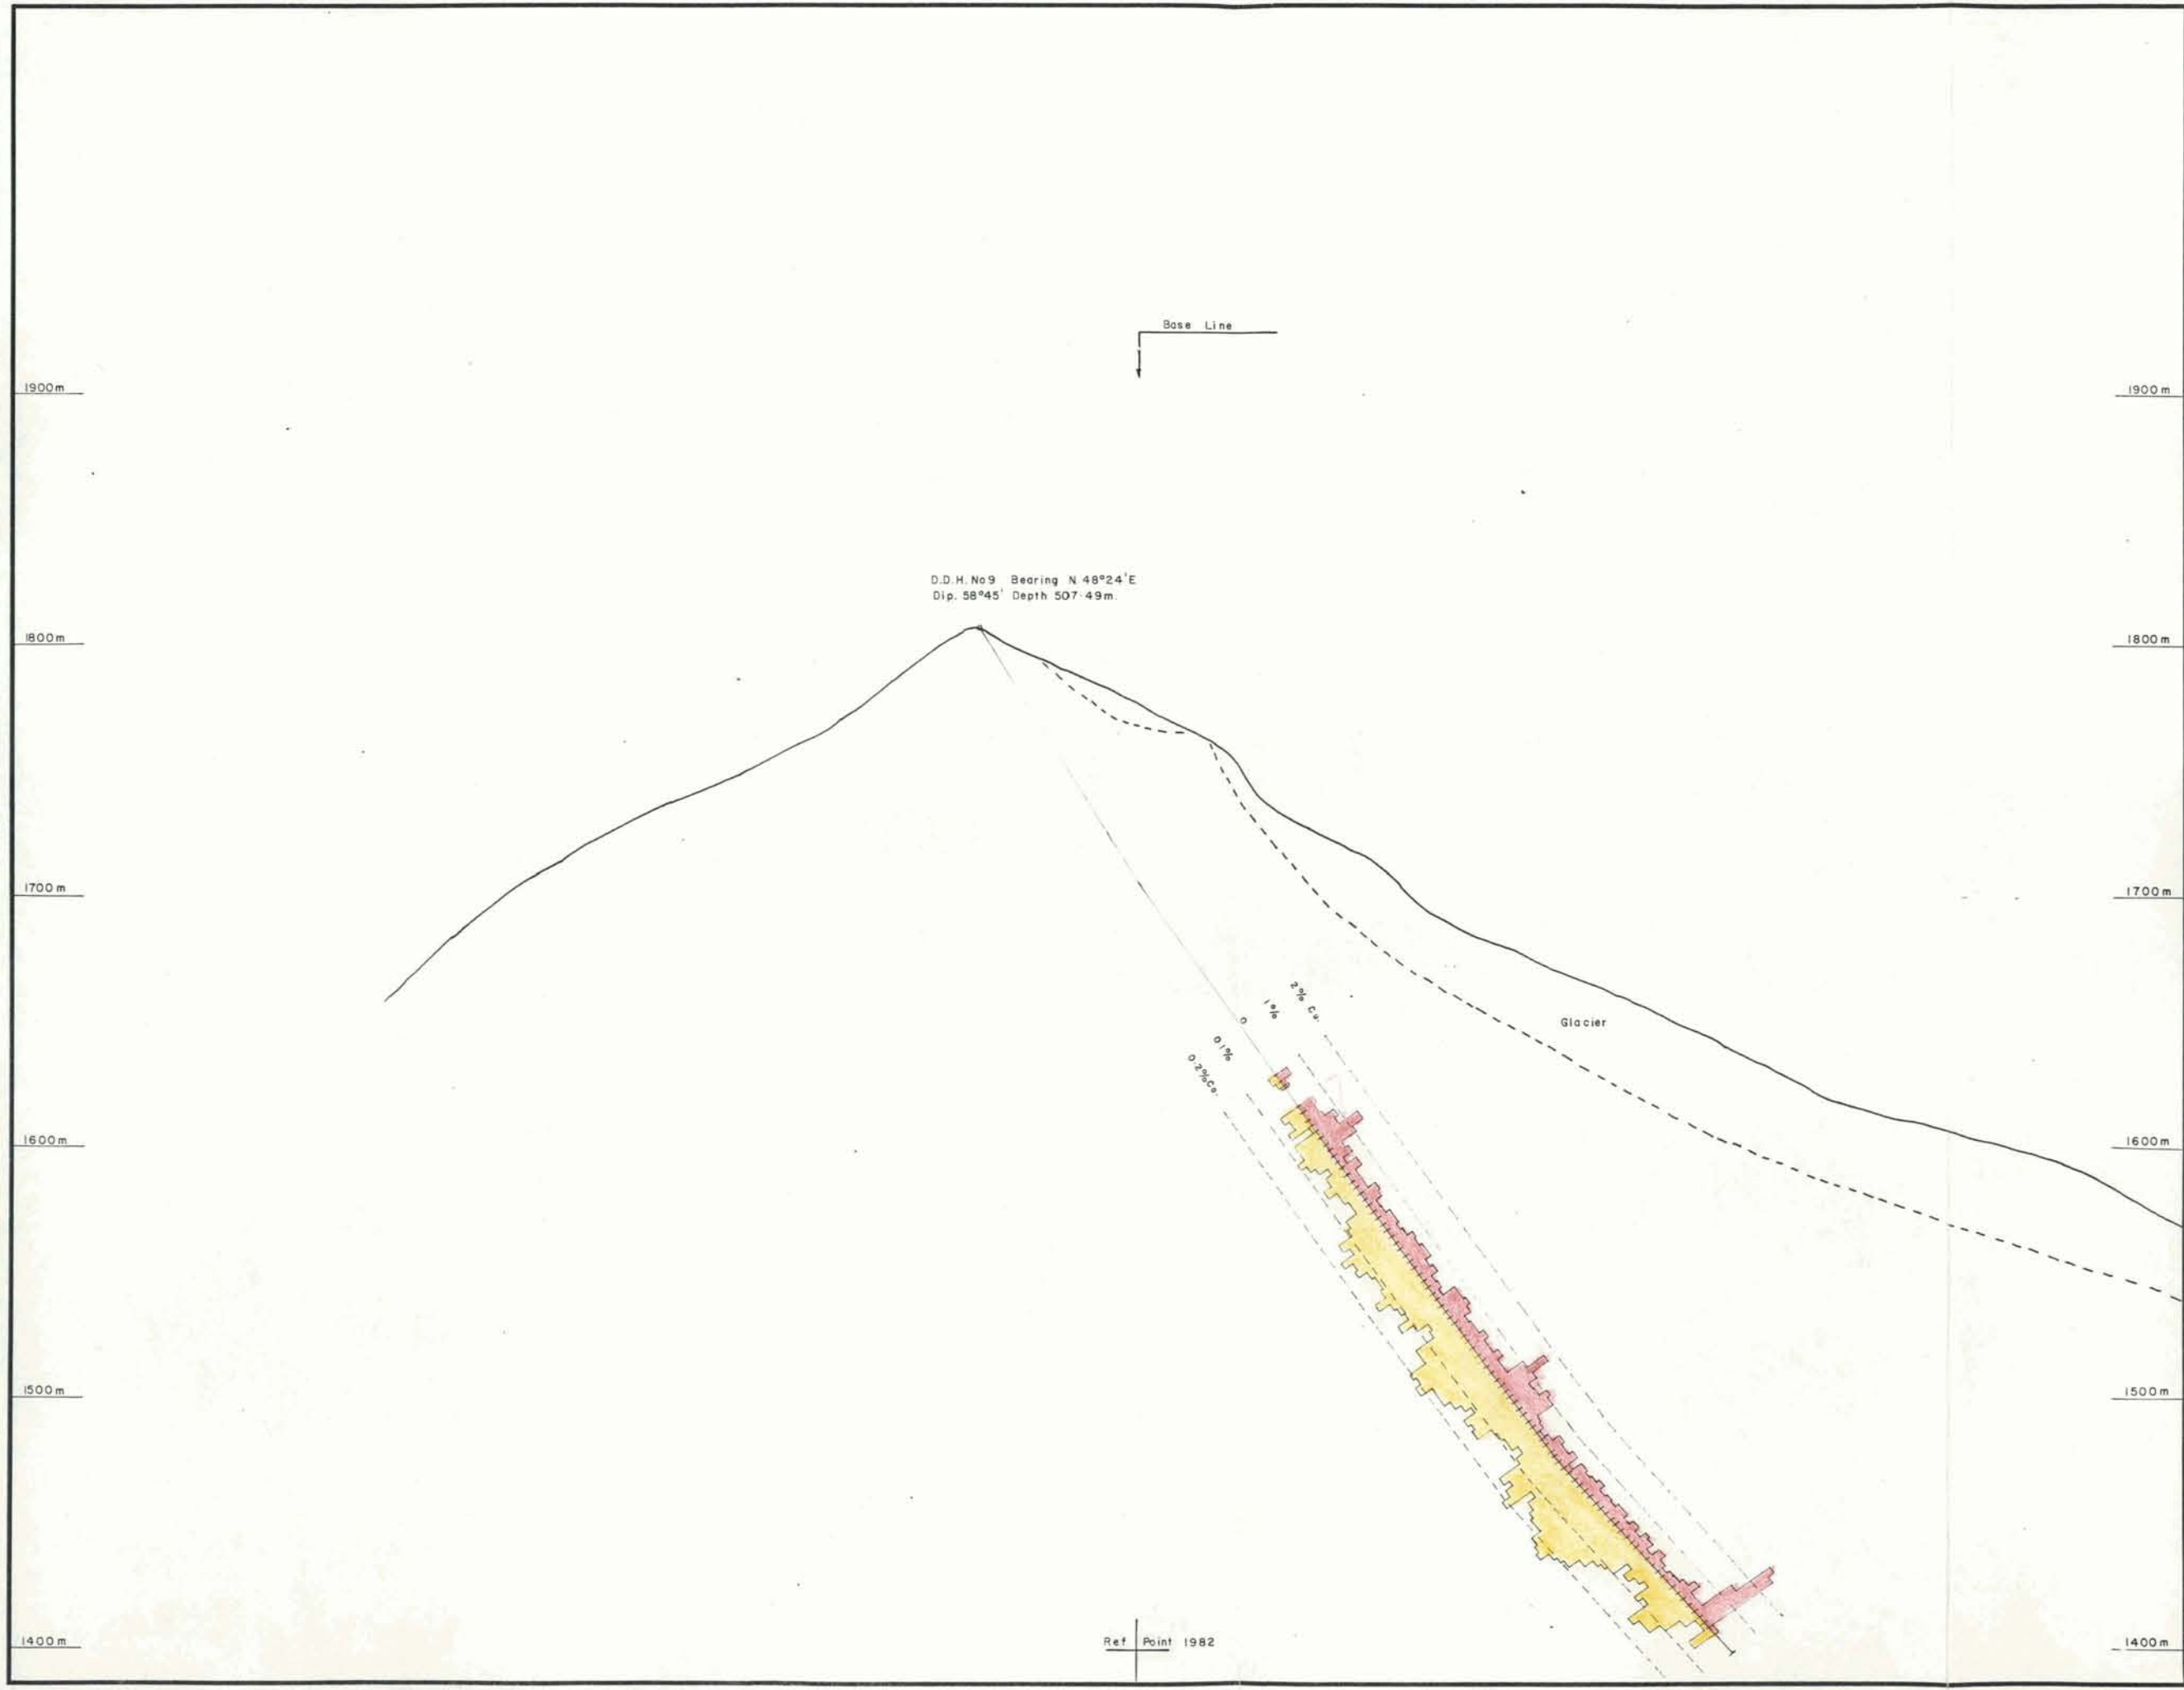 Base Line
1900m
1900m
D.D.H. No 9 Bearing N. 48°24'E
Dip. 58°45' Depth 507·49m.
1800m
1800m
1700m
1700m
2% Cu.
1%
0
0.1%
0.2% Co.
Glacier
1600m
1600m
1500m
1500m
1400m
Ref Point 1982
1400m